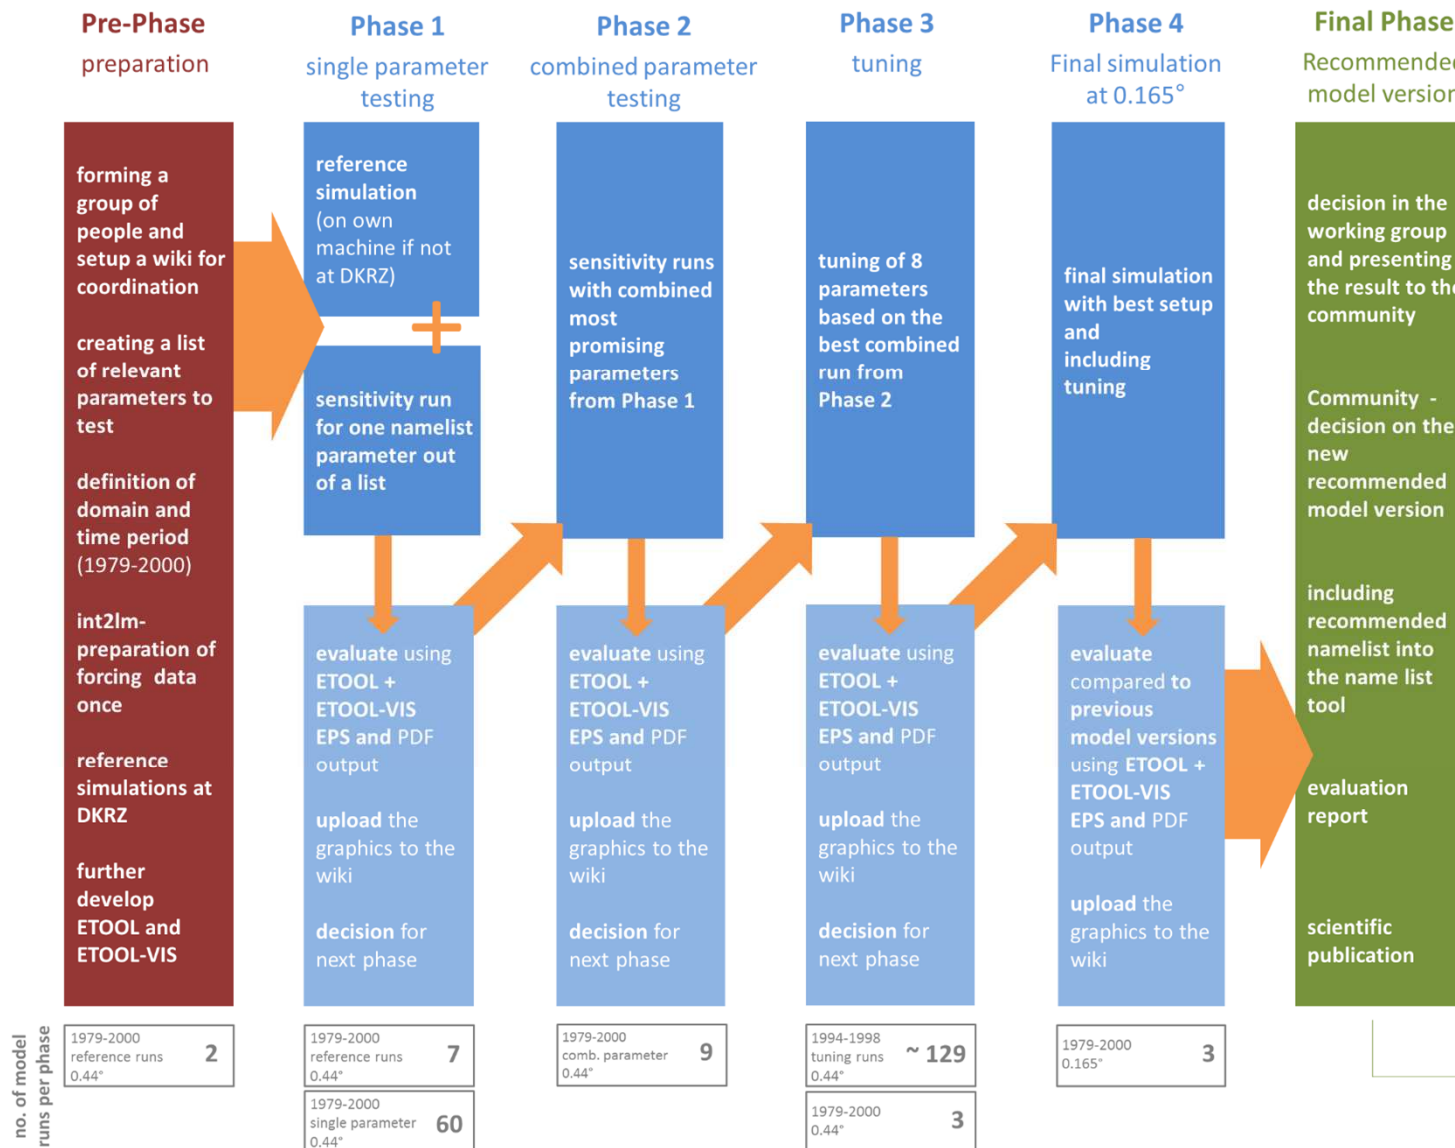 Pre-Phase
preparation
forming a
group of
people and
setup a wiki for
coordination
creating a list
of relevant
parameters to
test
definition of
domain and
time period
(1979-2000)
int2lm-
preparation of
forcing data
once
reference
simulations at
DKRZ
further
develop
ETOOL and
ETOOL-VIS
Phase 1
single parameter
testing
reference
simulation
(on own
machine if not
at DKRZ)
sensitivity run
for one namelist
parameter out
of a list
evaluate using
ETOOL +
ETOOL-VIS
EPS and PDF
output
upload the
graphics to the
wiki
decision for
next phase
Phase 2
combined parameter
testing
sensitivity runs
with combined
most
promising
parameters
from Phase 1
evaluate using
ETOOL +
ETOOL-VIS
EPS and PDF
output
upload the
graphics to the
wiki
decision for
next phase
Phase 3
tuning
tuning of 8
parameters
based on the
best combined
run from
Phase 2
evaluate using
ETOOL +
ETOOL-VIS
EPS and PDF
output
upload the
graphics to the
wiki
decision for
next phase
Phase 4
Final simulation
at 0.165°
final simulation
with best setup
and
including
tuning
evaluate
compared to
previous
model versions
using ETOOL +
ETOOL-VIS
EPS and PDF
output
upload the
graphics to the
wiki
Final Phase
Recommended
model version
decision in the
working group
and presenting
the result to the
community
Community -
decision on the
new
recommended
model version
including
recommended
namelist into
the name list
tool
evaluation
report
scientific
publication
no. of model
runs per phase
1979-2000
reference runs 2
0.44°
1979-2000
reference runs 7
0.44°
1979-2000
single parameter 60
0.44°
1979-2000
comb. parameter 9
0.44°
1994-1998
tuning runs ~ 129
0.44°
1979-2000
0.44° 3
1979-2000
0.165° 3